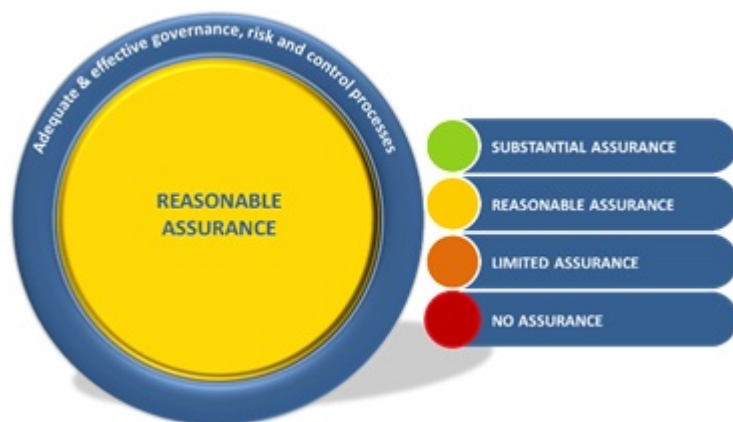 Adequate & effective governance, risk and control processes
REASONABLE
ASSURANCE
SUBSTANTIAL ASSURANCE
REASONABLE ASSURANCE
LIMITED ASSURANCE
NO ASSURANCE